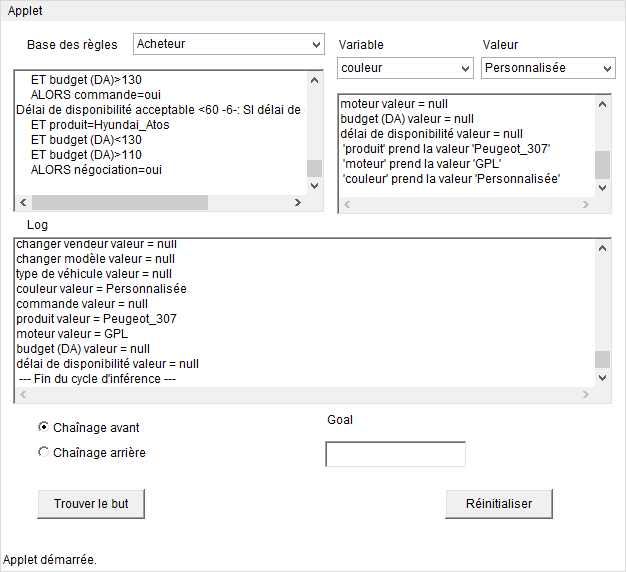 Applet
Base des règles
Acheteur
Variable
Valeur
couleur
Personnalisée
ET budget (DA)>130
ALORS commande=oui
Délai de disponibilité acceptable <60 -6-: SI délai de
ET produit=Hyundai_Atos
ET budget (DA)<130
ET budget (DA)>110
ALORS négociation=oui
moteur valeur = null
budget (DA) valeur = null
délai de disponibilité valeur = null
'produit' prend la valeur 'Peugeot_307'
'moteur' prend la valeur 'GPL'
'couleur' prend la valeur 'Personnalisée'
Log
changer vendeur valeur = null
changer modèle valeur = null
type de véhicule valeur = null
couleur valeur = Personnalisée
commande valeur = null
produit valeur = Peugeot_307
moteur valeur = GPL
budget (DA) valeur = null
délai de disponibilité valeur = null
--- Fin du cycle d'inférence ---
Chaînage avant
Chaînage arrière
Goal
Trouver le but
Réinitialiser
Applet démarrée.